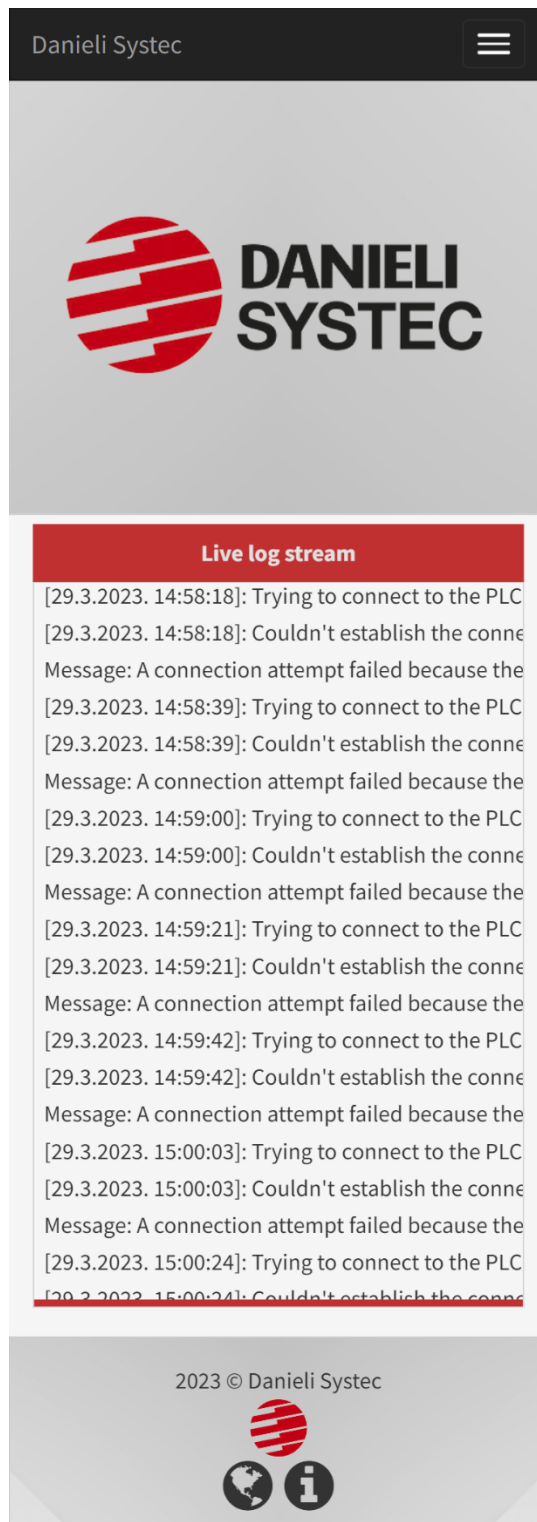 Danieli Systec
DANIELI
SYSTEC
Live log stream
[29.3.2023. 14:58:18]: Trying to connect to the PLC
[29.3.2023. 14:58:18]: Couldn't establish the conne
Message: A connection attempt failed because the
[29.3.2023. 14:58:39]: Trying to connect to the PLC
[29.3.2023. 14:58:39]: Couldn't establish the conne
Message: A connection attempt failed because the
[29.3.2023. 14:59:00]: Trying to connect to the PLC
[29.3.2023. 14:59:00]: Couldn't establish the conne
Message: A connection attempt failed because the
[29.3.2023. 14:59:21]: Trying to connect to the PLC
[29.3.2023. 14:59:21]: Couldn't establish the conne
Message: A connection attempt failed because the
[29.3.2023. 14:59:42]: Trying to connect to the PLC
[29.3.2023. 14:59:42]: Couldn't establish the conne
Message: A connection attempt failed because the
[29.3.2023. 15:00:03]: Trying to connect to the PLC
[29.3.2023. 15:00:03]: Couldn't establish the conne
Message: A connection attempt failed because the
[29.3.2023. 15:00:24]: Trying to connect to the PLC
[29.3.2023. 15:00:24]: Couldn't establish the conne
2023 © Danieli Systec